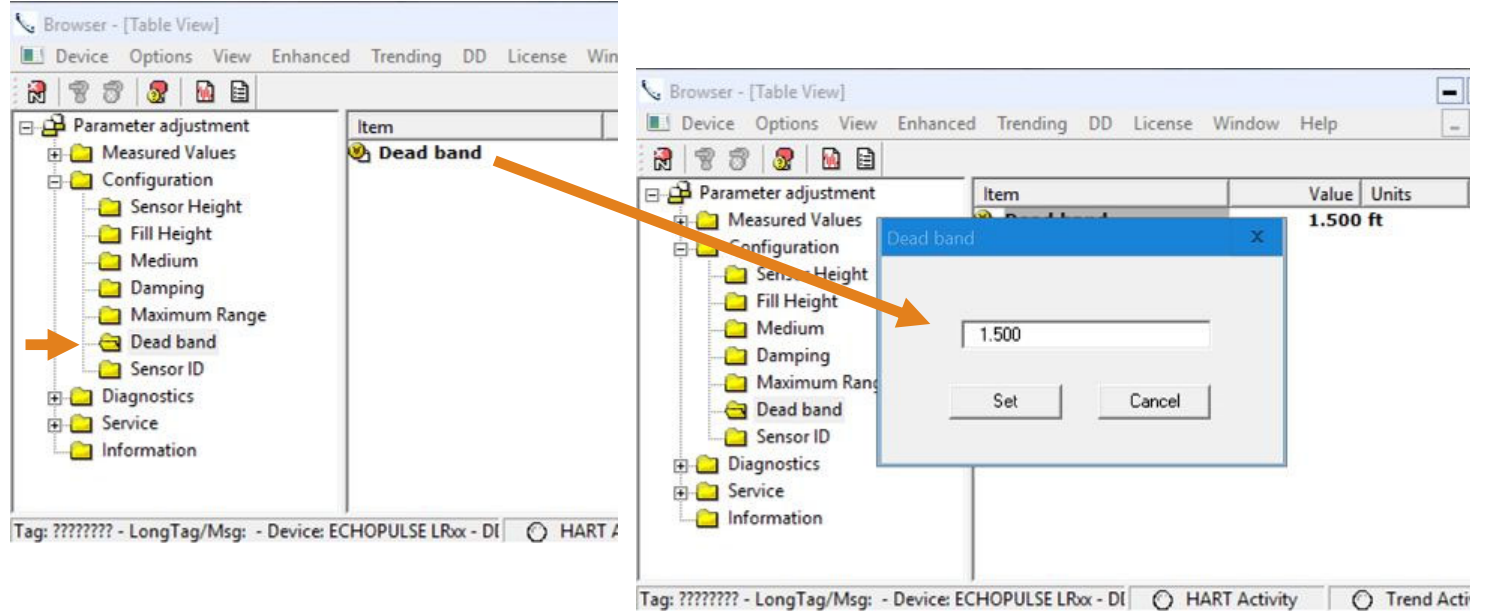 Browser - [Table View]
Device Options View Enhanced Trending DD License Win
Parameter adjustment
Measured Values
Configuration
Sensor Height
Fill Height
Medium
Damping
Maximum Range
Dead band
Sensor ID
Diagnostics
Service
Information
Item
Dead band
Tag: ???????? - LongTag/Msg: - Device: ECHOPULSE LRxx - DI HART A
Browser - [Table View]
Device Options View Enhanced Trending DD License Window Help
Parameter adjustment
Measured Values
Configuration
Sensor Height
Fill Height
Medium
Damping
Maximum Rang
Dead band
Sensor ID
Diagnostics
Service
Information
Item Value Units
Dead band 1.500 ft
Dead band X
1.500
Set Cancel
Tag: ???????? - LongTag/Msg: - Device: ECHOPULSE LRxx - DI HART Activity Trend Acti